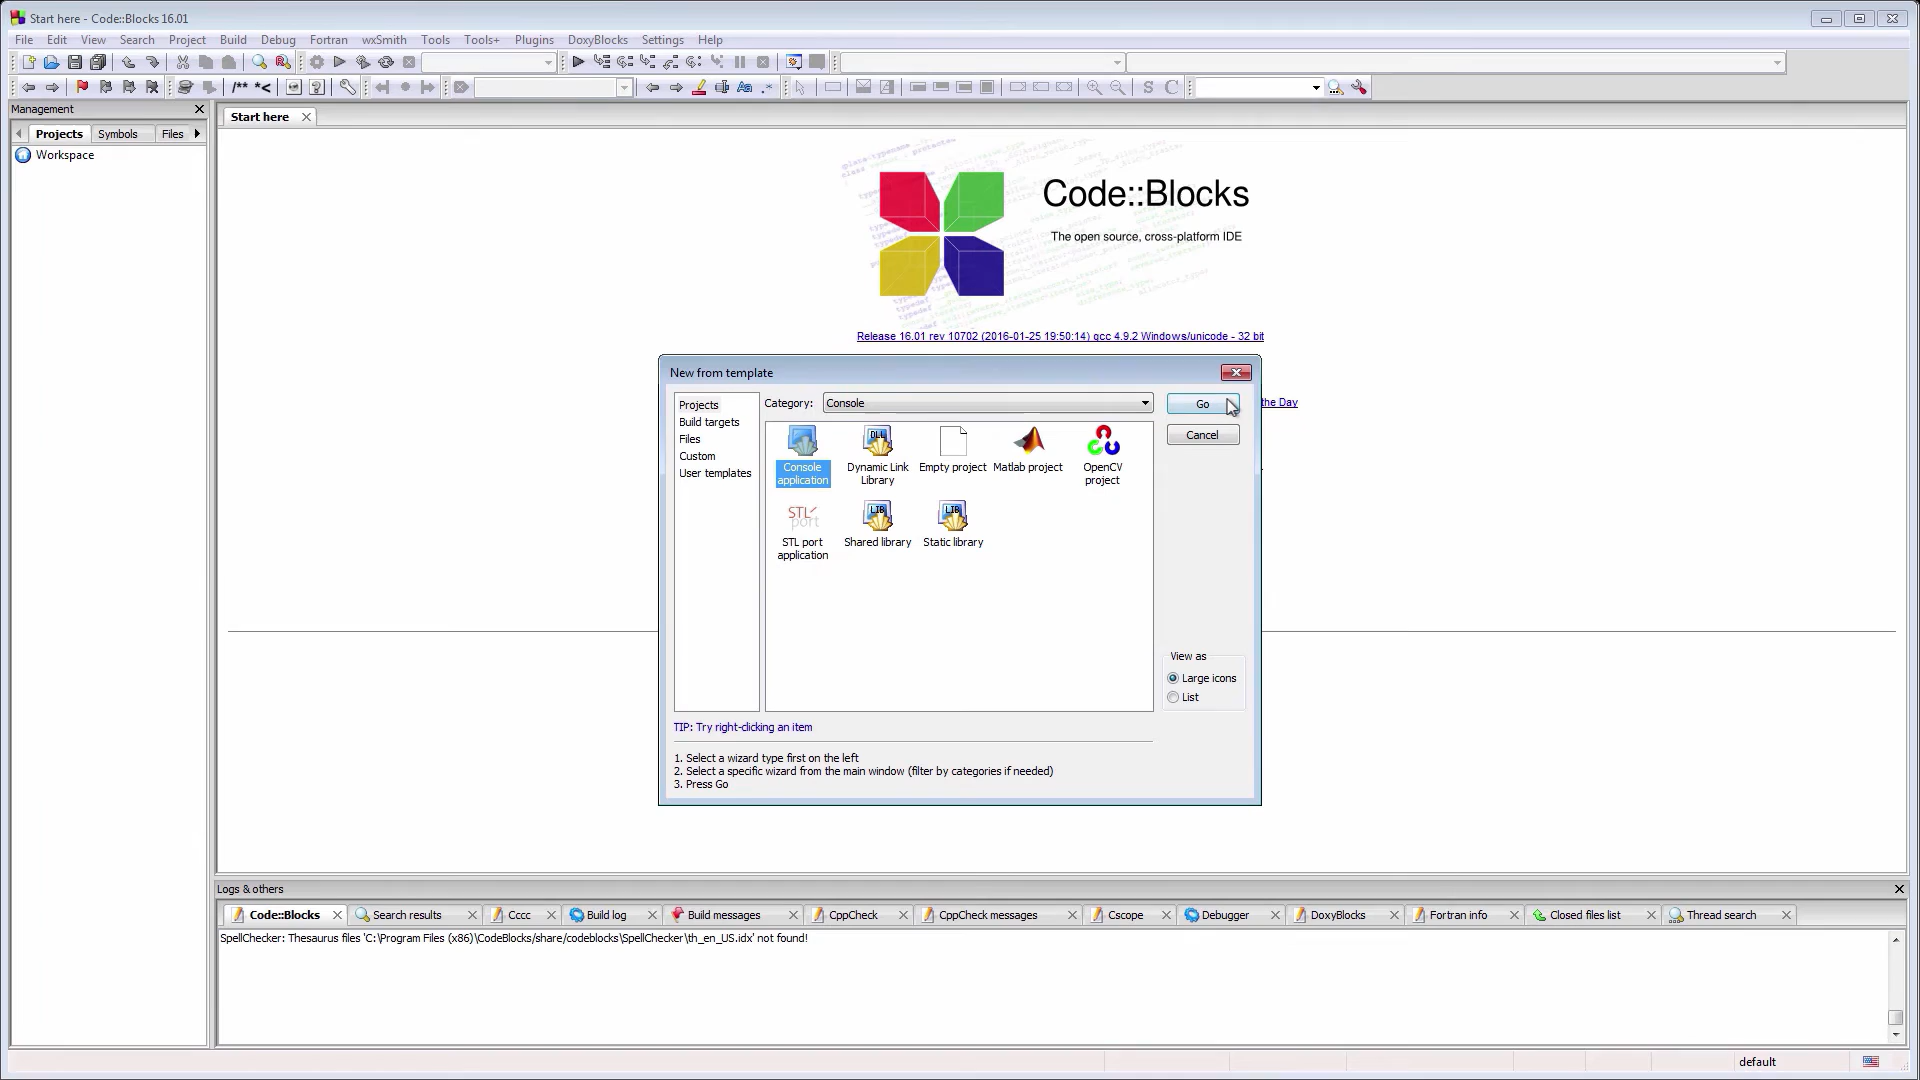 Start here - Code::Blocks 16.01
File Edit View Search Project Build Debug Fortran wxSmith Tools Tools+ Plugins DoxyBlocks Settings Help
/** *<
S C
Management
Projects Symbols Files
Workspace
Start here
Code::Blocks
The open source, cross-platform IDE
Release 16.01 rev 10702 (2016-01-25 19:50:14) gcc 4.9.2 Windows/unicode - 32 bit
the Day
New from template
Projects
Build targets
Files
Custom
User templates
Category: Console
Go
Cancel
Console application
DLL
Dynamic Link Library
Empty project
Matlab project
OpenCV project
STL port
STL port application
LIB
Shared library
LIB
Static library
View as
Large icons
List
TIP: Try right-clicking an item
1. Select a wizard type first on the left
2. Select a specific wizard from the main window (filter by categories if needed)
3. Press Go
Logs & others
Code::Blocks Search results Cccc Build log Build messages CppCheck CppCheck messages Cscope Debugger DoxyBlocks Fortran info Closed files list Thread search
SpellChecker: Thesaurus files 'C:\Program Files (x86)\CodeBlocks/share/codeblocks\SpellChecker\th_en_US.idx' not found!
default